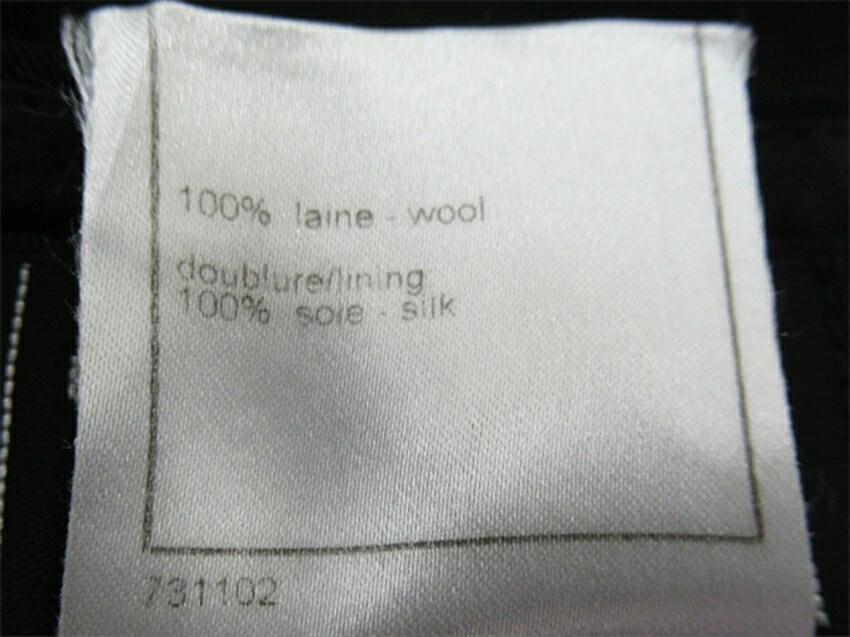 100% laine - wool
doublure/lining
100% soie - silk
731102